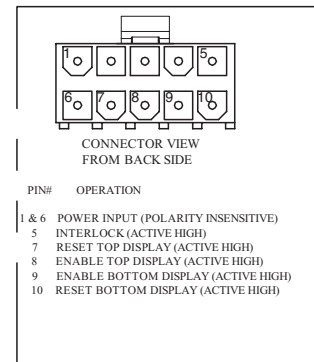 1 5
6 7 8 9 10
CONNECTOR VIEW
FROM BACK SIDE
PIN# OPERATION
1 & 6 POWER INPUT (POLARITY INSENSITIVE)
5 INTERLOCK (ACTIVE HIGH)
7 RESET TOP DISPLAY (ACTIVE HIGH)
8 ENABLE TOP DISPLAY (ACTIVE HIGH)
9 ENABLE BOTTOM DISPLAY (ACTIVE HIGH)
10 RESET BOTTOM DISPLAY (ACTIVE HIGH)